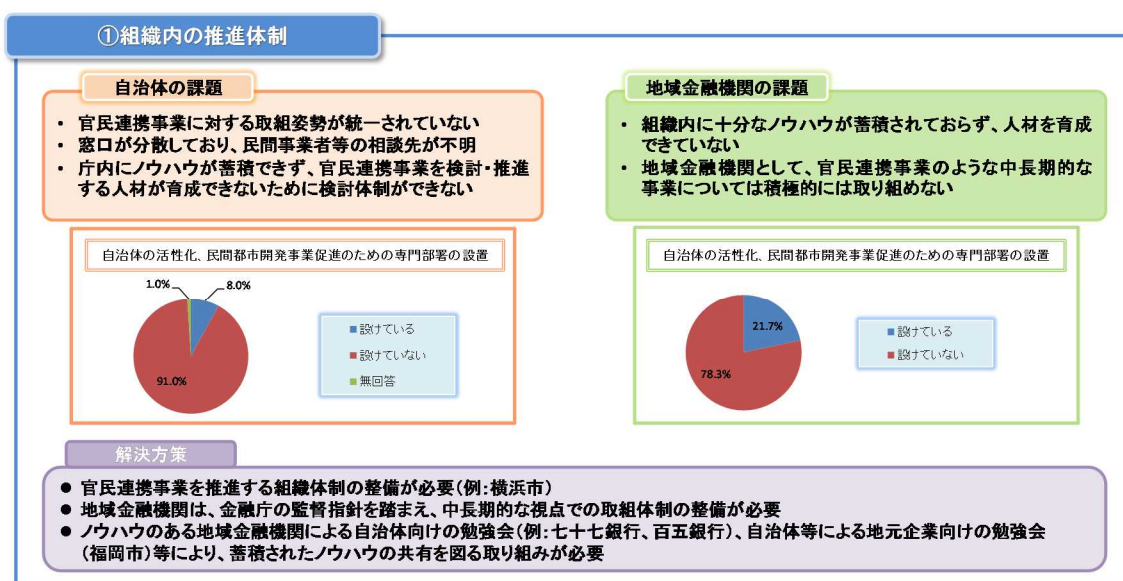 ①組織内の推進体制
自治体の課題
・ 官民連携事業に対する取組姿勢が統一されていない
・ 窓口が分散しており、民間事業者等の相談先が不明
・ 庁内にノウハウが蓄積できず、官民連携事業を検討・推進
する人材が育成できないために検討体制ができない
自治体の活性化、民間都市開発事業促進のための専門部署の設置
1.0%
8.0%
91.0%
設けている
設けていない
無回答
地域金融機関の課題
・ 組織内に十分なノウハウが蓄積されておらず、人材を育成
できていない
・ 地域金融機関として、官民連携事業のような中長期的な
事業については積極的には取り組めない
自治体の活性化、民間都市開発事業促進のための専門部署の設置
21.7%
78.3%
設けている
設けていない
解決方策
● 官民連携事業を推進する組織体制の整備が必要(例:横浜市)
● 地域金融機関は、金融庁の監督指針を踏まえ、中長期的な視点での取組体制の整備が必要
● ノウハウのある地域金融機関による自治体向けの勉強会(例:七十七銀行、百五銀行)、自治体等による地元企業向けの勉強会
(福岡市)等により、蓄積されたノウハウの共有を図る取り組みが必要